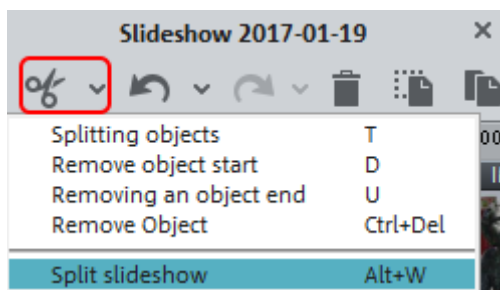 Slideshow 2017-01-19
Splitting objects T
Remove object start D
Removing an object end U
Remove Object Ctrl+Del
Split slideshow Alt+W